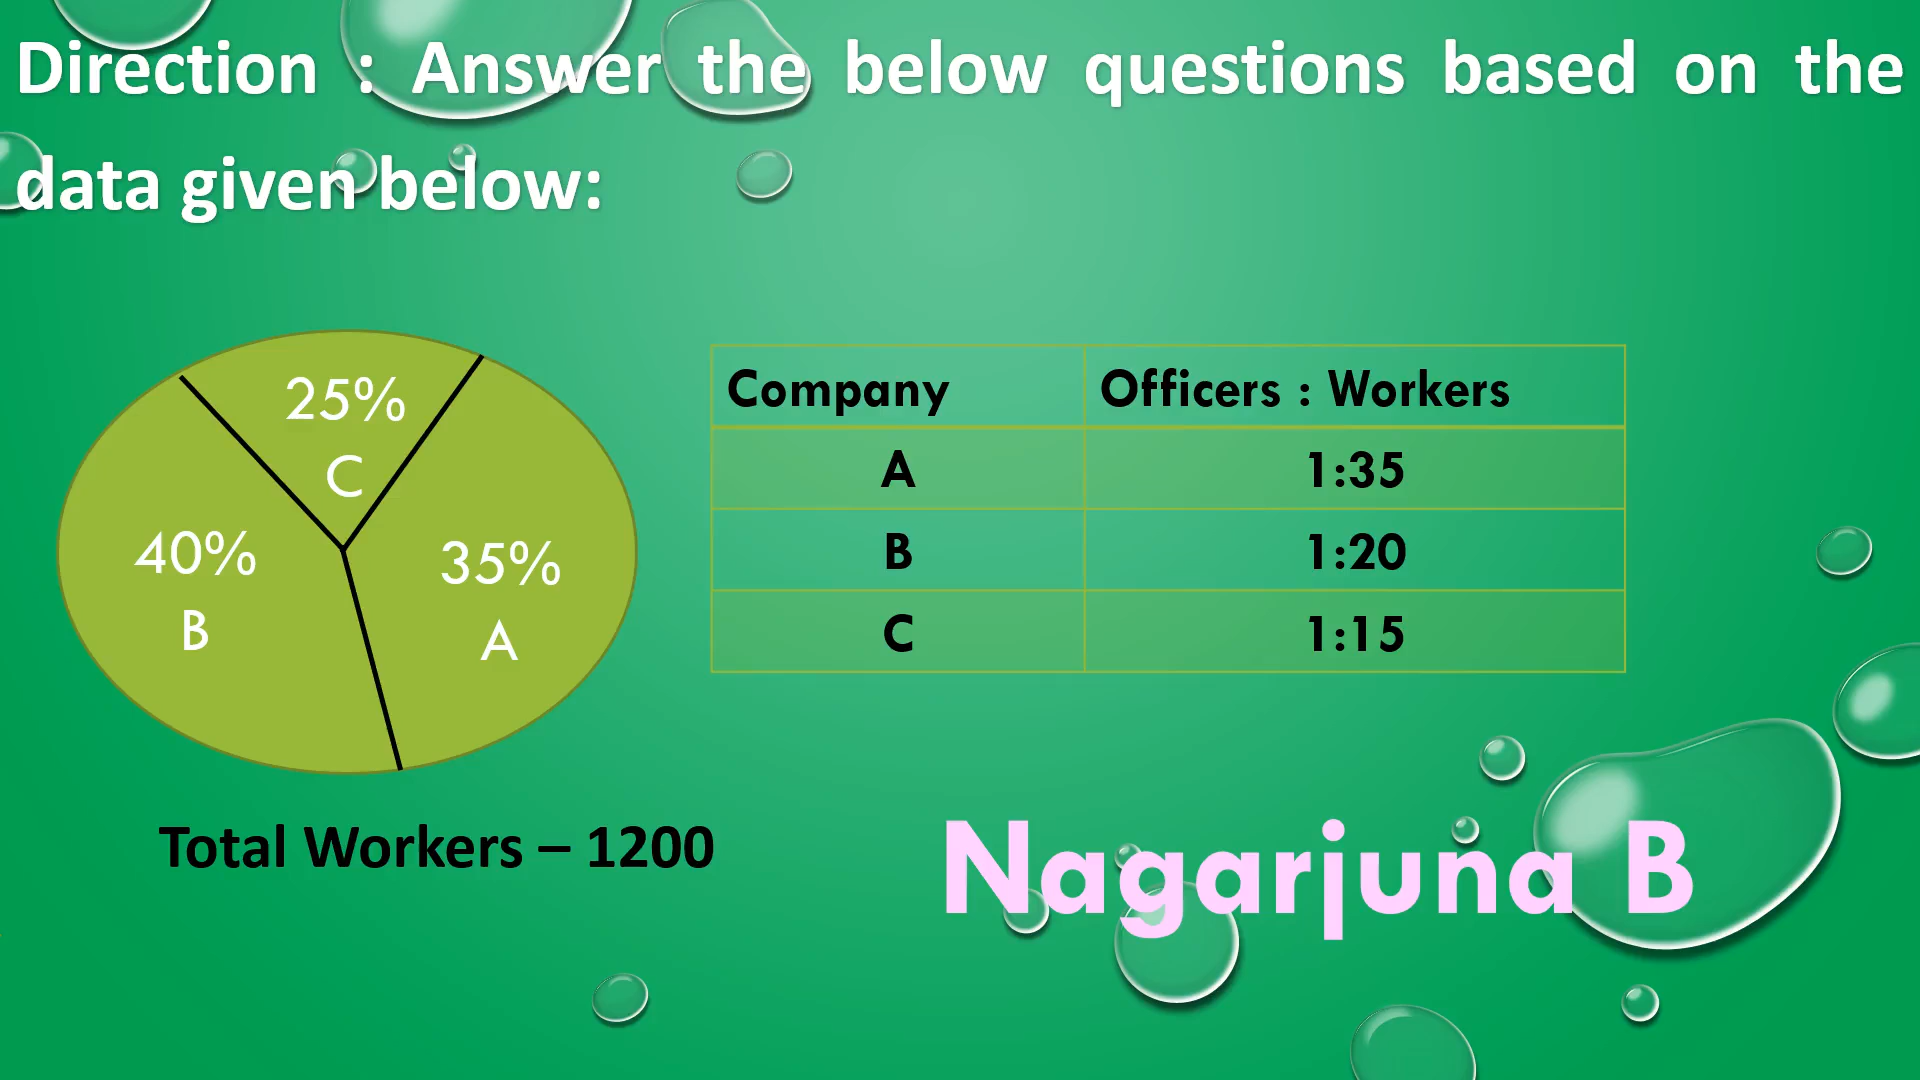 Direction : Answer the below questions based on the
data given below:
25%
C
40%
B
35%
A
Company Officers : Workers
A 1:35
B 1:20
C 1:15
Total Workers – 1200
Nagarjuna B